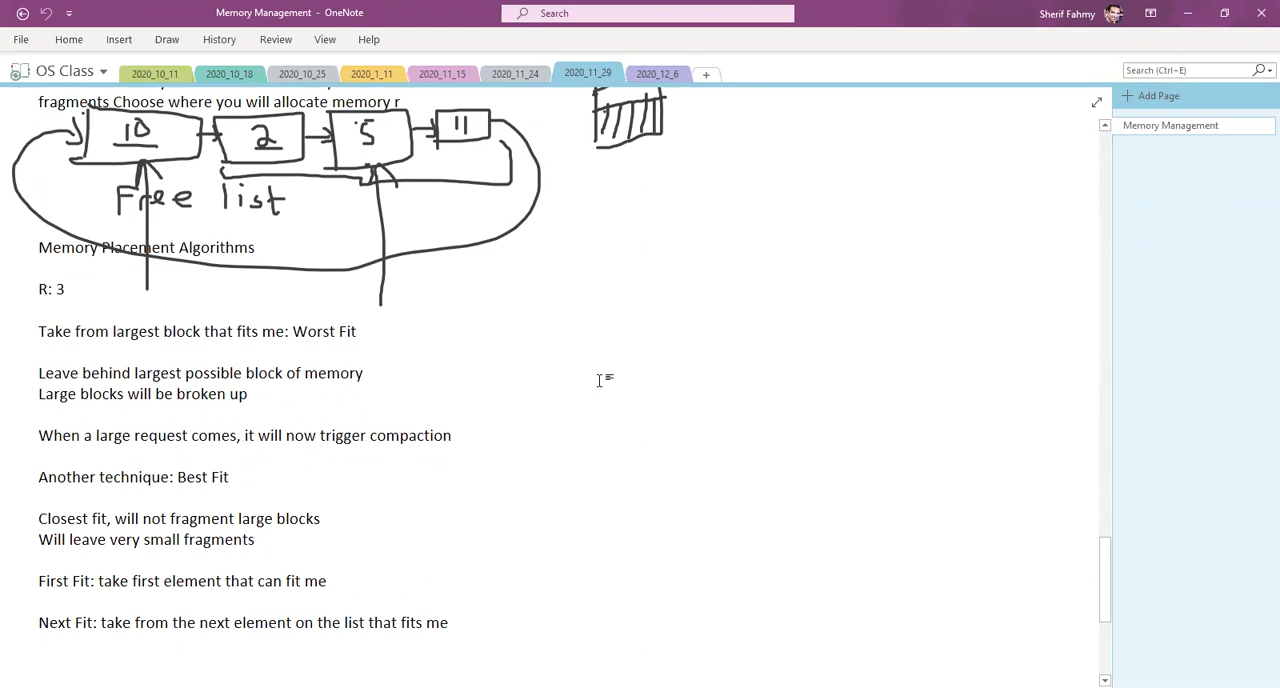 Memory Management - OneNote
Search
Sherif Fahmy
File Home Insert Draw History Review View Help
OS Class
2020_10_11 2020_10_18 2020_10_25 2020_1_11 2020_11_15 2020_11_24 2020_11_29 2020_12_6
Search (Ctrl+E)
Add Page
Memory Management
fragments Choose where you will allocate memory r
10 2 5 11
Free list
Memory Placement Algorithms
R: 3
Take from largest block that fits me: Worst Fit
Leave behind largest possible block of memory
Large blocks will be broken up
When a large request comes, it will now trigger compaction
Another technique: Best Fit
Closest fit, will not fragment large blocks
Will leave very small fragments
First Fit: take first element that can fit me
Next Fit: take from the next element on the list that fits me